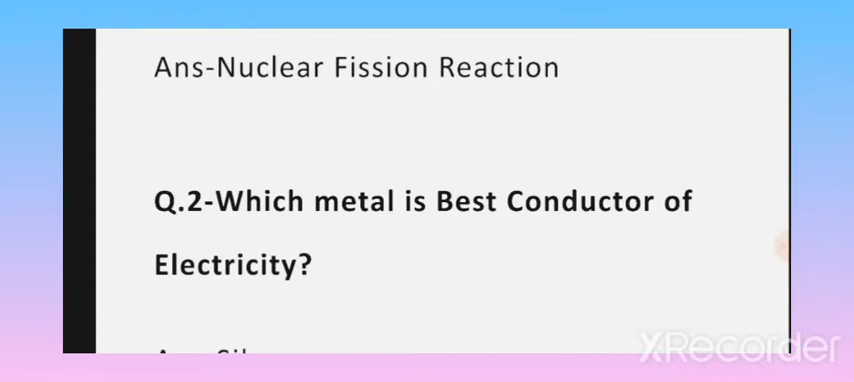 Ans-Nuclear Fission Reaction
Q.2-Which metal is Best Conductor of
Electricity?
XRecorder